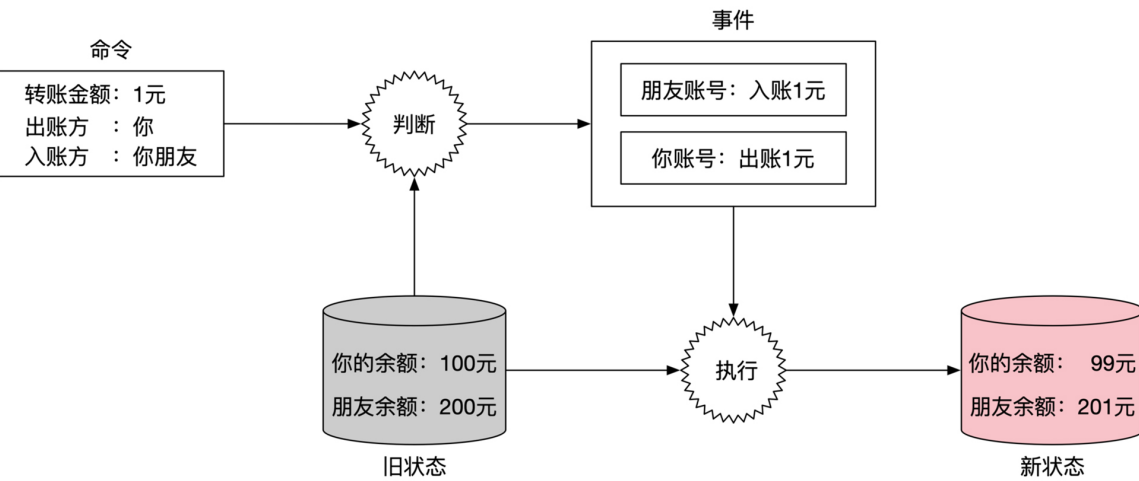 命令
转账金额：1元
出账方　：你
入账方　：你朋友
判断
事件
朋友账号：入账1元
你账号：出账1元
你的余额：100元
朋友余额：200元
旧状态
执行
你的余额：　99元
朋友余额：201元
新状态